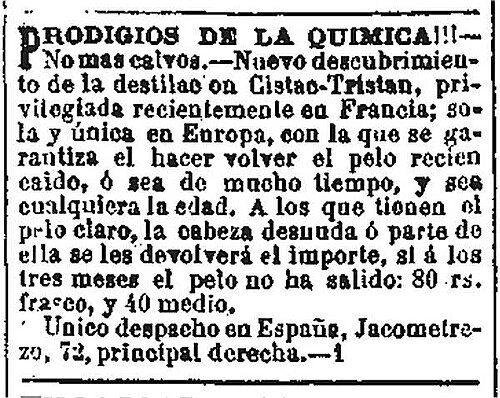 PRODIGIOS DE LA QUIMICA!!!—
No mas calvos.—Nuevo descubrimien-
to de la destilac on Cistac-Tristan, pri-
vilegiada recientemente en Francia; so-
la y única en Europa, con la que se ga-
rantiza el hacer volver el pelo recien
caido, ó sea de mucho tiempo, y sea
cualquiera la edad. A los que tienen el
pelo claro, la cabeza desnuda ó parte de
ella se les devolverá el importe, si á los
tres meses el pelo no ha salido: 80 rs.
frasco, y 40 medio.
Unico despacho en España, Jacometre-
zo, 72, principal derecha.—1